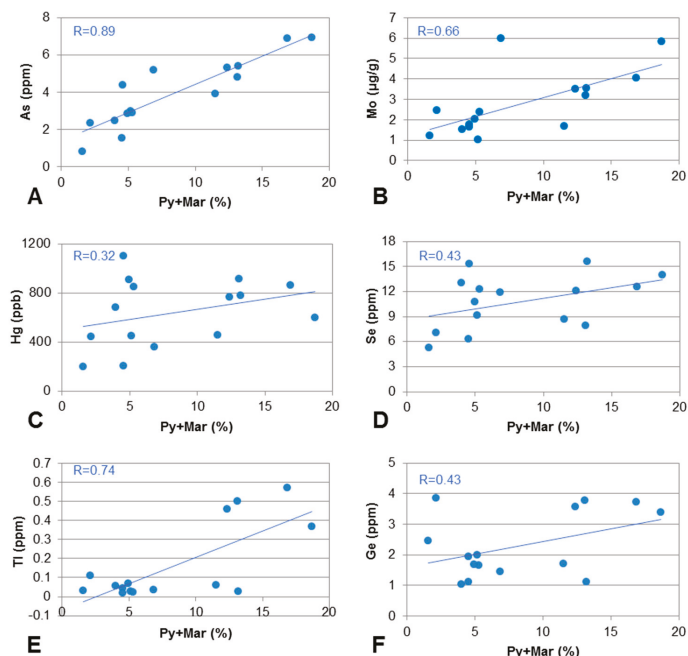 R=0.89
As (ppm)
8
6
4
2
0
0 5 10 15 20
A
Py+Mar (%)
R=0.66
Mo (µg/g)
7
6
5
4
3
2
1
0
0 5 10 15 20
B
Py+Mar (%)
R=0.32
Hg (ppb)
1200
800
400
0
0 5 10 15 20
C
Py+Mar (%)
R=0.43
Se (ppm)
18
15
12
9
6
3
0
0 5 10 15 20
D
Py+Mar (%)
R=0.74
Tl (ppm)
0.7
0.6
0.5
0.4
0.3
0.2
0.1
0
-0.1
0 5 10 15 20
E
Py+Mar (%)
R=0.43
Ge (ppm)
5
4
3
2
1
0
0 5 10 15 20
F
Py+Mar (%)